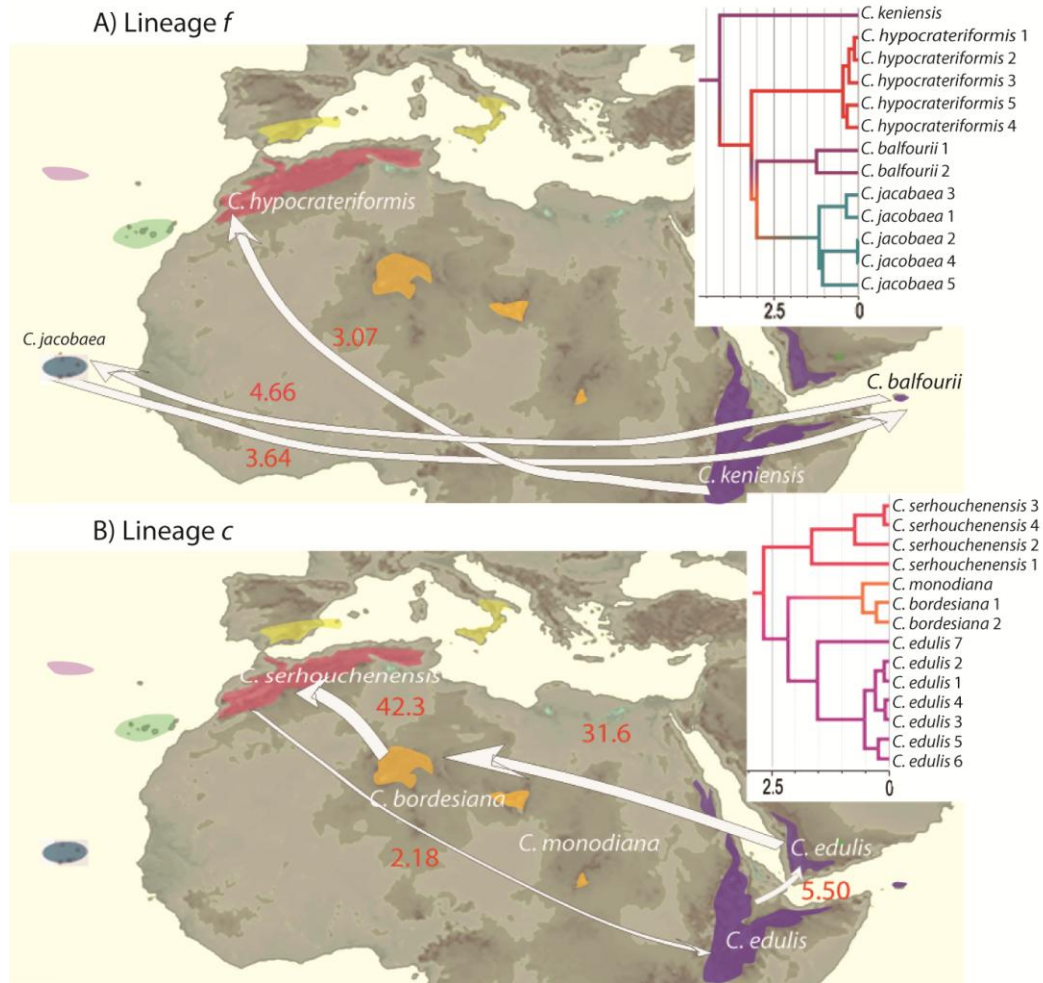 A) Lineage f
C. keniensis
C. hypocrateriformis 1
C. hypocrateriformis 2
C. hypocrateriformis 3
C. hypocrateriformis 5
C. hypocrateriformis 4
C. balfourii 1
C. balfourii 2
C. jacabaea 3
C. jacabaea 1
C. jacabaea 2
C. jacabaea 4
C. jacabaea 5
2.5 0
C. hypocrateriformis
3.07
C. jacobaea
4.66
3.64
C. balfourii
C. keniensis
B) Lineage c
C. serhouchenensis 3
C. serhouchenensis 4
C. serhouchenensis 2
C. serhouchenensis 1
C. monodiana
C. bordesiana 1
C. bordesiana 2
C. edulis 7
C. edulis 2
C. edulis 1
C. edulis 4
C. edulis 3
C. edulis 5
C. edulis 6
2.5 0
C. serhouchenensis
42.3
31.6
C. bordesiana
C. monodiana
2.18
C. edulis
5.50
C. edulis